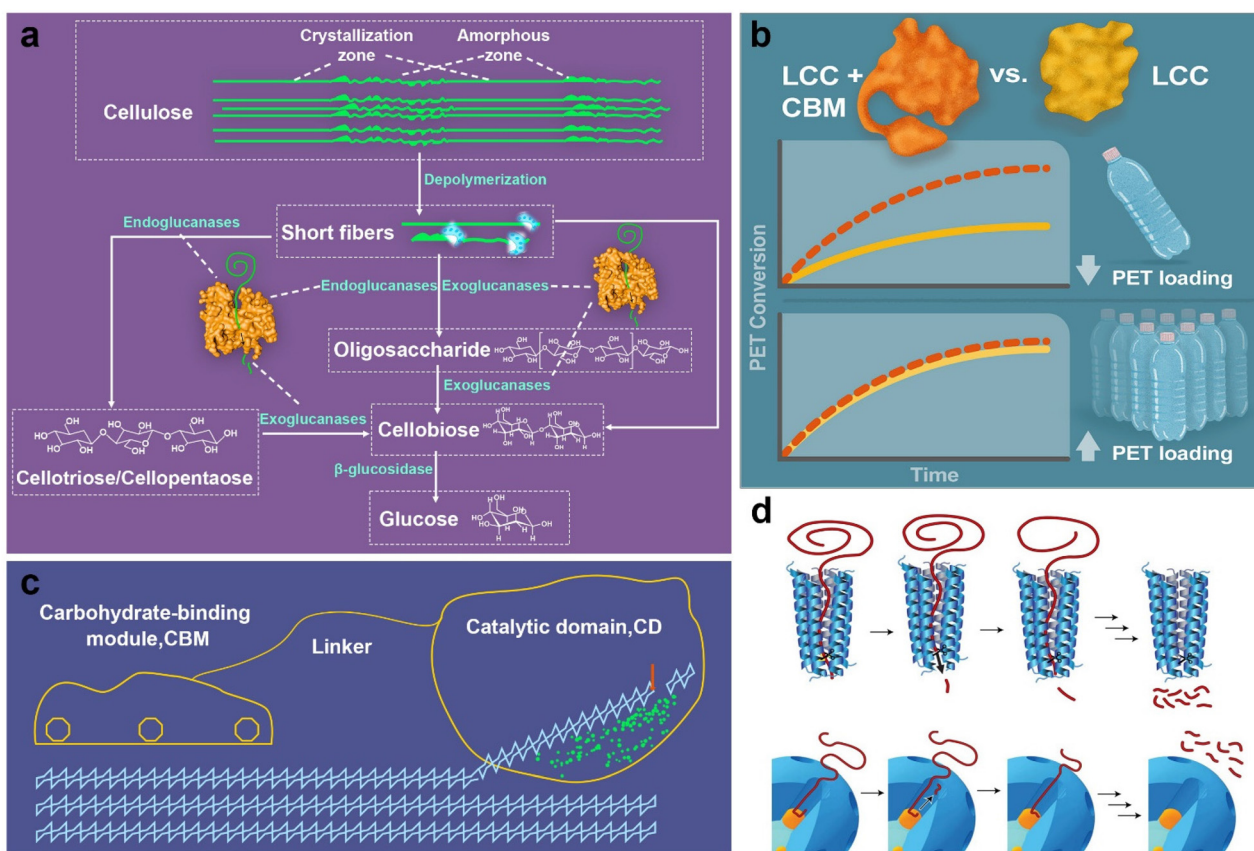 a
Crystallization
zone
Amorphous
zone
Cellulose
Depolymerization
Endoglucanases
Short fibers
Endoglucanases
Exoglucanases
Oligosaccharide
Exoglucanases
Exoglucanases
Cellobiose
Cellotriose/Cellopentaose
β-glucosidase
Glucose
b
LCC +
CBM
vs.
LCC
PET Conversion
PET loading
PET loading
Time
c
Carbohydrate-binding
module,CBM
Linker
Catalytic domain,CD
d